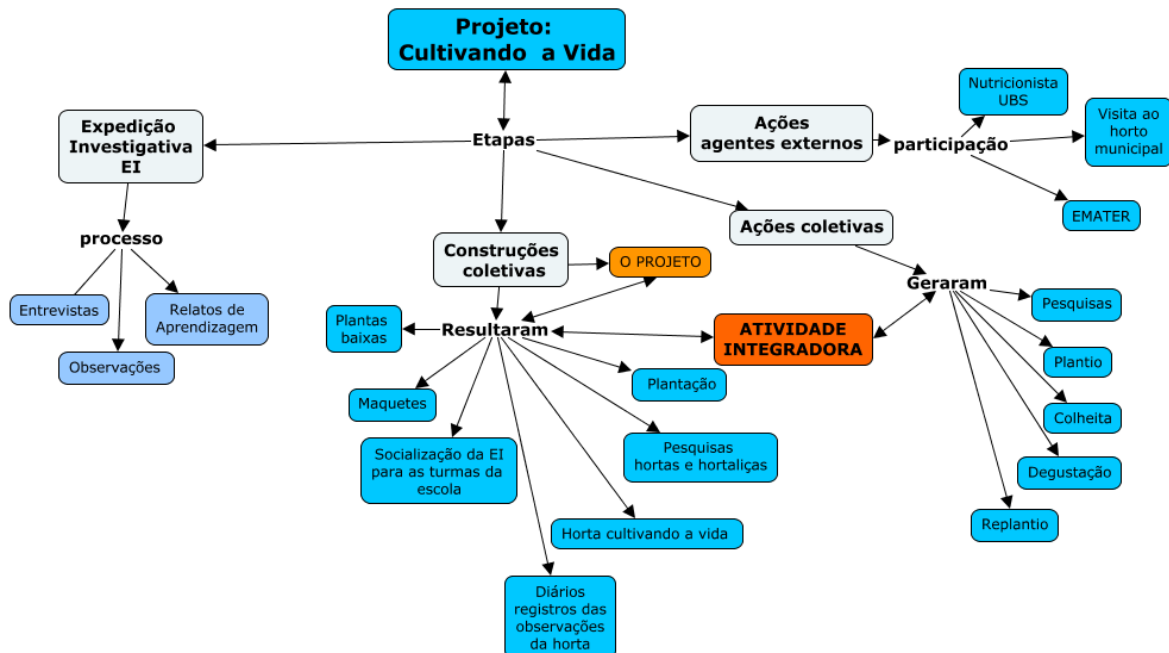 Projeto:
Cultivando a Vida
Expedição
Investigativa
EI
Etapas
Ações
agentes externos
participação
Nutricionista
UBS
Visita ao
horto
municipal
EMATER
processo
Entrevistas
Relatos de
Aprendizagem
Observações
Construções
coletivas
O PROJETO
Ações coletivas
Geraram
Resultaram
ATIVIDADE
INTEGRADORA
Plantas
baixas
Maquetes
Socialização da EI
para as turmas da
escola
Plantação
Pesquisas
hortas e hortaliças
Horta cultivando a vida
Diários
registros das
observações
da horta
Pesquisas
Plantio
Colheita
Degustação
Replantio